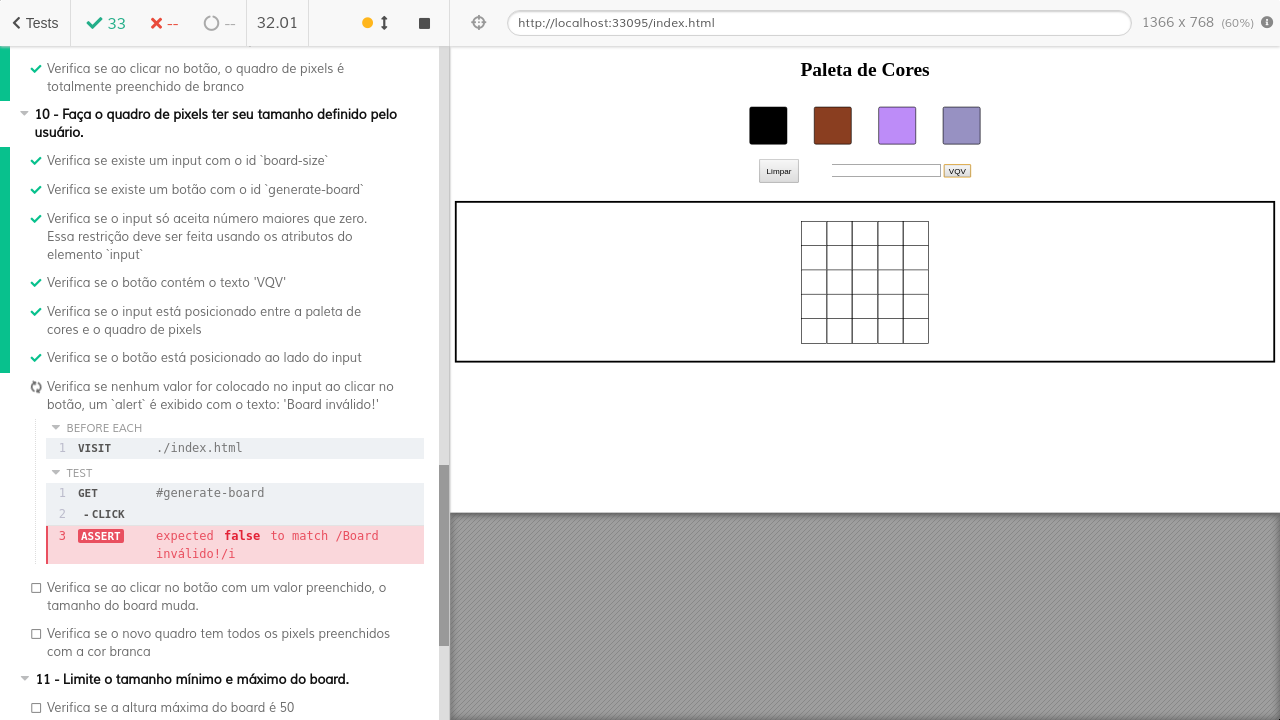 Tests 33 -- -- 32.01 http://localhost:33095/index.html 1366 x 768 (60%)
Verifica se ao clicar no botão, o quadro de pixels é
totalmente preenchido de branco
10 - Faça o quadro de pixels ter seu tamanho definido pelo
usuário.
Verifica se existe um input com o id `board-size`
Verifica se existe um botão com o id `generate-board`
Verifica se o input só aceita número maiores que zero.
Essa restrição deve ser feita usando os atributos do
elemento `input`
Verifica se o botão contém o texto 'VQV'
Verifica se o input está posicionado entre a paleta de
cores e o quadro de pixels
Verifica se o botão está posicionado ao lado do input
Verifica se nenhum valor for colocado no input ao clicar no
botão, um `alert` é exibido com o texto: 'Board inválido!'
BEFORE EACH
1 VISIT ./index.html
TEST
1 GET #generate-board
2 - CLICK
3 ASSERT expected false to match /Board
inválido!/i
Verifica se ao clicar no botão com um valor preenchido, o
tamanho do board muda.
Verifica se o novo quadro tem todos os pixels preenchidos
com a cor branca
11 - Limite o tamanho mínimo e máximo do board.
Verifica se a altura máxima do board é 50
Paleta de Cores
Limpar VQV